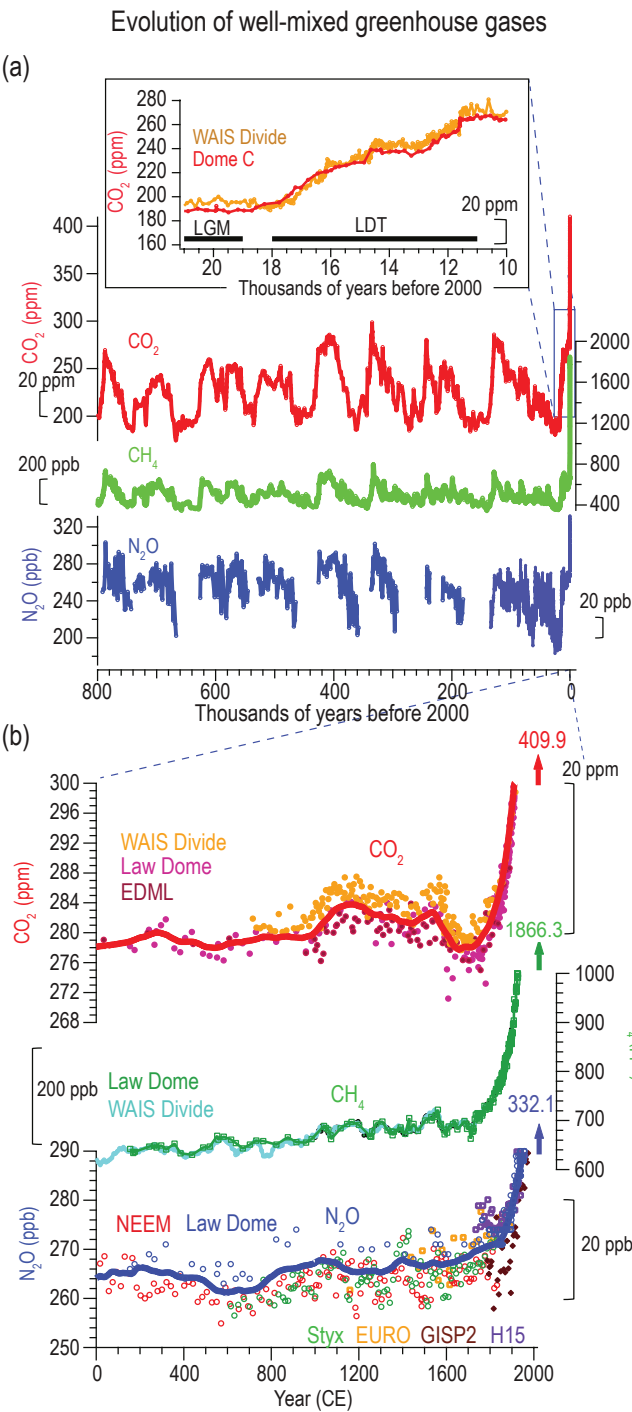 Evolution of well-mixed greenhouse gases
(a)
CO2 (ppm)
280
260
240
220
200
180
160
WAIS Divide
Dome C
20 ppm
LGM
LDT
20
18
16
14
12
10
Thousands of years before 2000
CO2 (ppm)
400
350
300
250
200
20 ppm
CO2
2000
1600
1200
800
400
CH4
200 ppb
N2O (ppb)
320
280
240
200
N2O
20 ppb
800
600
400
200
0
Thousands of years before 2000
(b)
409.9
20 ppm
CO2 (ppm)
300
296
292
288
284
280
276
272
268
WAIS Divide
Law Dome
EDML
CO2
1866.3
1000
900
800
700
600
200 ppb
Law Dome
WAIS Divide
CH4
332.1
N2O (ppb)
290
280
270
260
250
NEEM
Law Dome
N2O
20 ppb
Styx EURO GISP2 H15
0
400
800
1200
1600
2000
Year (CE)